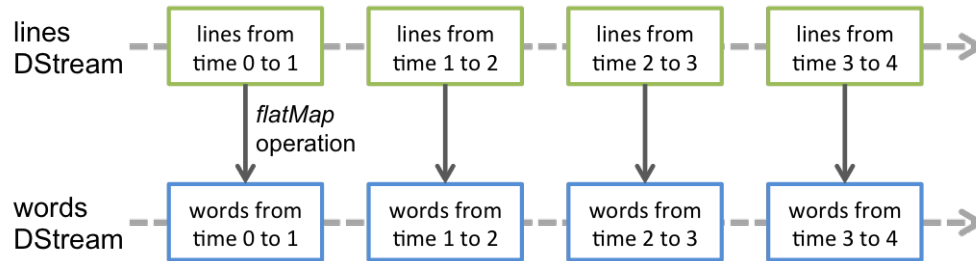 lines
DStream
lines from
time 0 to 1
lines from
time 1 to 2
lines from
time 2 to 3
lines from
time 3 to 4
flatMap
operation
words
DStream
words from
time 0 to 1
words from
time 1 to 2
words from
time 2 to 3
words from
time 3 to 4